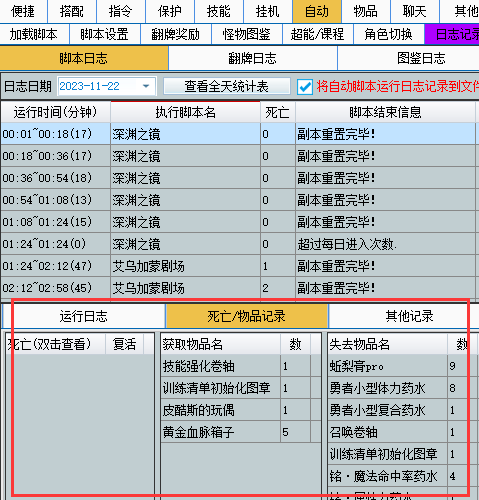 便捷 搭配 指令 保护 技能 挂机 自动 物品 聊天 其他
加载脚本 脚本设置 翻牌奖励 怪物图鉴 超能/课程 角色切换 日志记录
脚本日志 翻牌日志 图鉴日志
日志日期 2023-11-22 查看全天统计表 将自动脚本运行日志记录到文件
运行时间(分钟) 执行脚本名 死亡 脚本结束信息
00:01~00:18(17) 深渊之镜 0 副本重置完毕!
00:18~00:36(17) 深渊之镜 0 副本重置完毕!
00:36~00:54(18) 深渊之镜 0 副本重置完毕!
00:54~01:08(13) 深渊之镜 0 副本重置完毕!
01:08~01:24(15) 深渊之镜 0 副本重置完毕!
01:24~01:24(0) 深渊之镜 0 超过每日进入次数.
01:24~02:12(47) 艾乌加蒙剧场 1 副本重置完毕!
02:12~02:58(45) 艾乌加蒙剧场 2 副本重置完毕!
运行日志 死亡/物品记录 其他记录
死亡(双击查看) 复活 获取物品名 数 失去物品名 数
技能强化卷轴 1 蚯梨膏pro 9
训练清单初始化图章 1 勇者小型体力药水 8
皮酷斯的玩偶 1 勇者小型复合药水 1
黄金血脉箱子 5 召唤卷轴 1
训练清单初始化图章 1
铭·魔法命中率药水 4